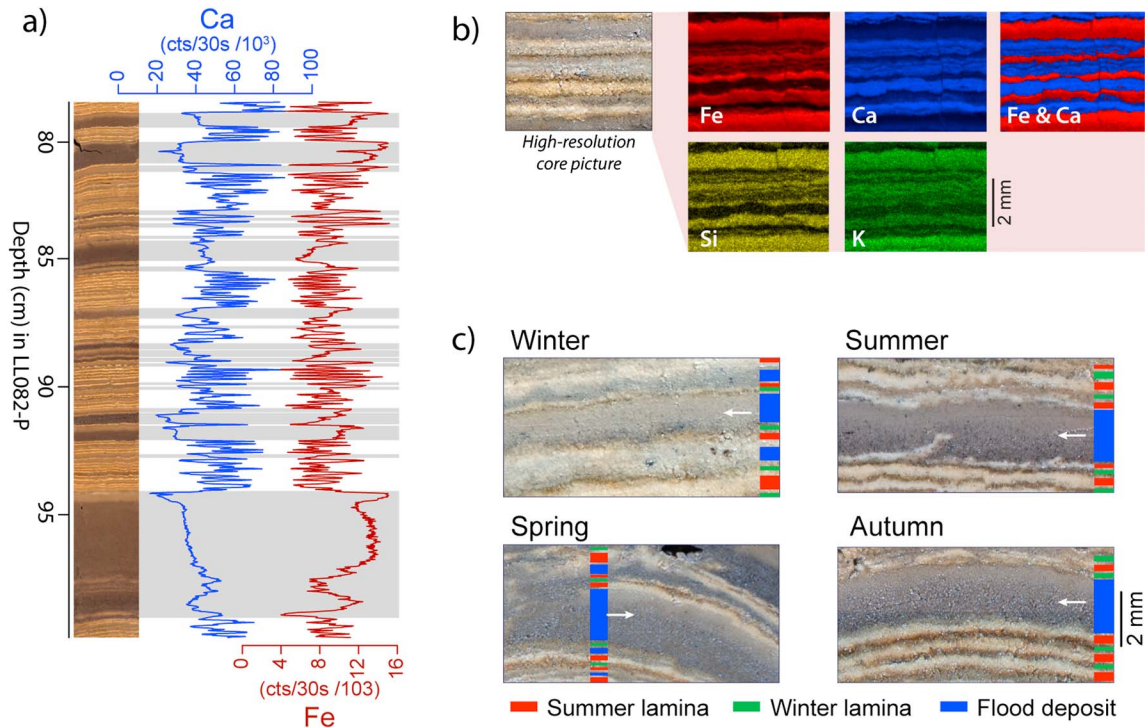 a)
Ca
(cts/30s /10³)
0 20 40 60 80 100
80
85
90
95
Depth (cm) in LL082-P
0 4 8 12 16
(cts/30s /103)
Fe
b)
High-resolution
core picture
Fe
Ca
Fe & Ca
Si
K
2 mm
c)
Winter
Summer
Spring
Autumn
2 mm
Summer lamina Winter lamina Flood deposit